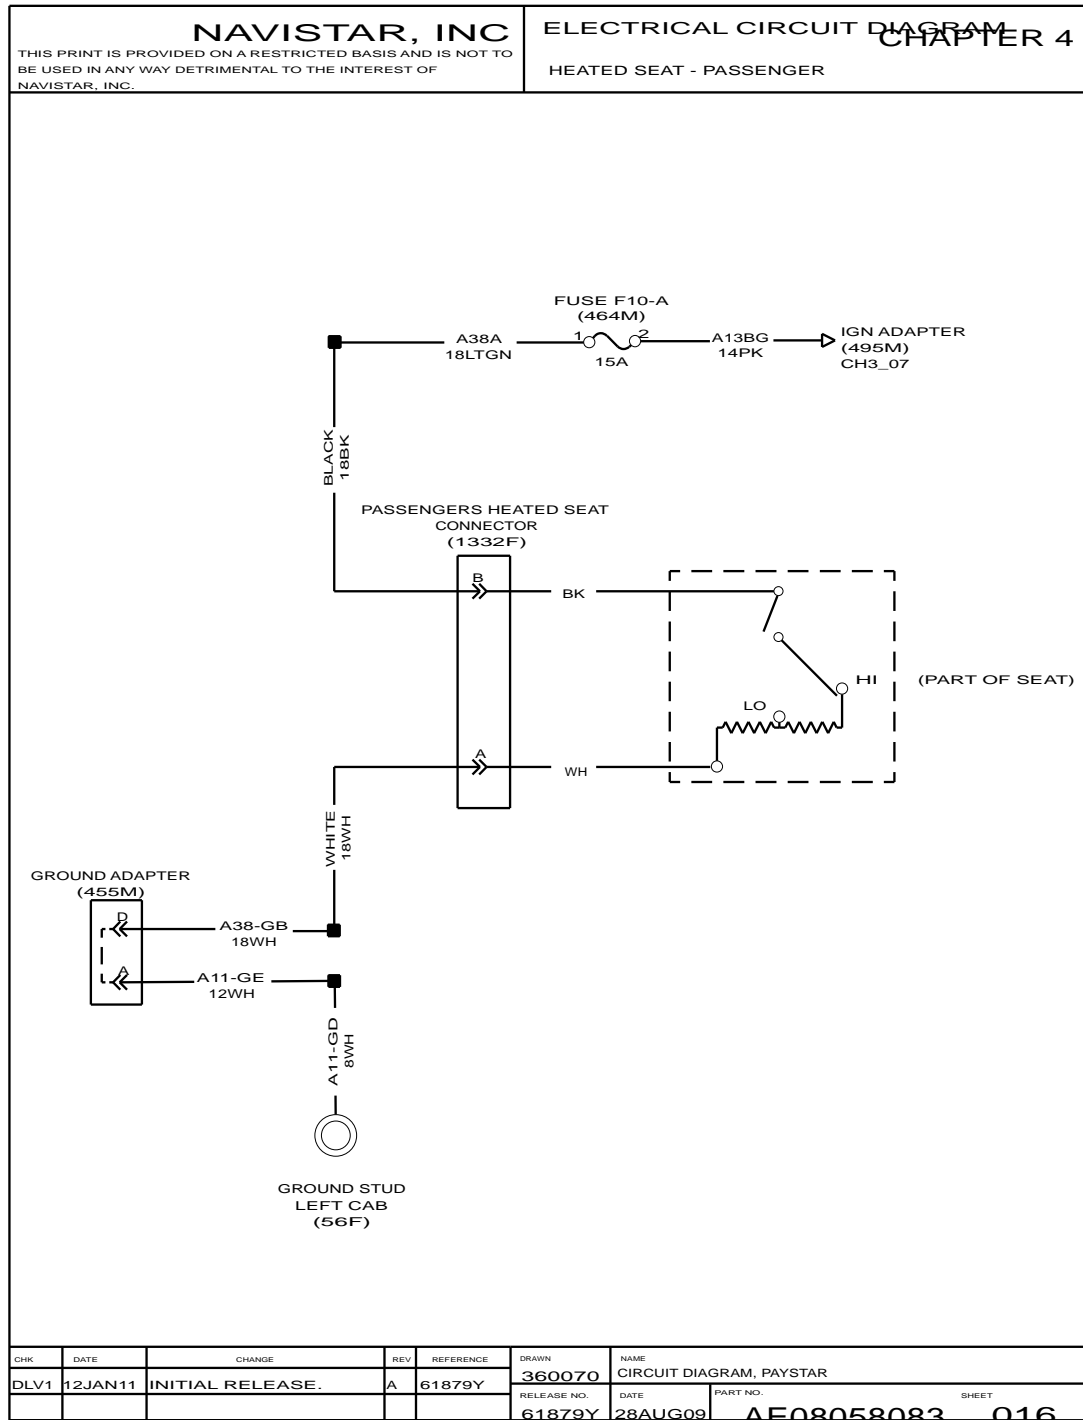 NAVISTAR, INC
THIS PRINT IS PROVIDED ON A RESTRICTED BASIS AND IS NOT TO
BE USED IN ANY WAY DETRIMENTAL TO THE INTEREST OF
NAVISTAR, INC.
ELECTRICAL CIRCUIT DIAGRAM
CHAPTER 4
HEATED SEAT - PASSENGER
FUSE F10-A
(464M)
1
2
15A
A38A
18LTGN
A13BG
14PK
IGN ADAPTER
(495M)
CH3_07
BLACK
18BK
PASSENGERS HEATED SEAT
CONNECTOR
(1332F)
B
BK
HI
(PART OF SEAT)
LO
A
WH
WHITE
18WH
GROUND ADAPTER
(455M)
D
A38-GB
18WH
A
A11-GE
12WH
A11-GD
8WH
GROUND STUD
LEFT CAB
(56F)
CHK DATE CHANGE REV REFERENCE
DLV1 12JAN11 INITIAL RELEASE. A 61879Y
DRAWN
360070
NAME
CIRCUIT DIAGRAM, PAYSTAR
RELEASE NO.
61879Y
DATE
28AUG09
PART NO.
AE08058083
SHEET
016